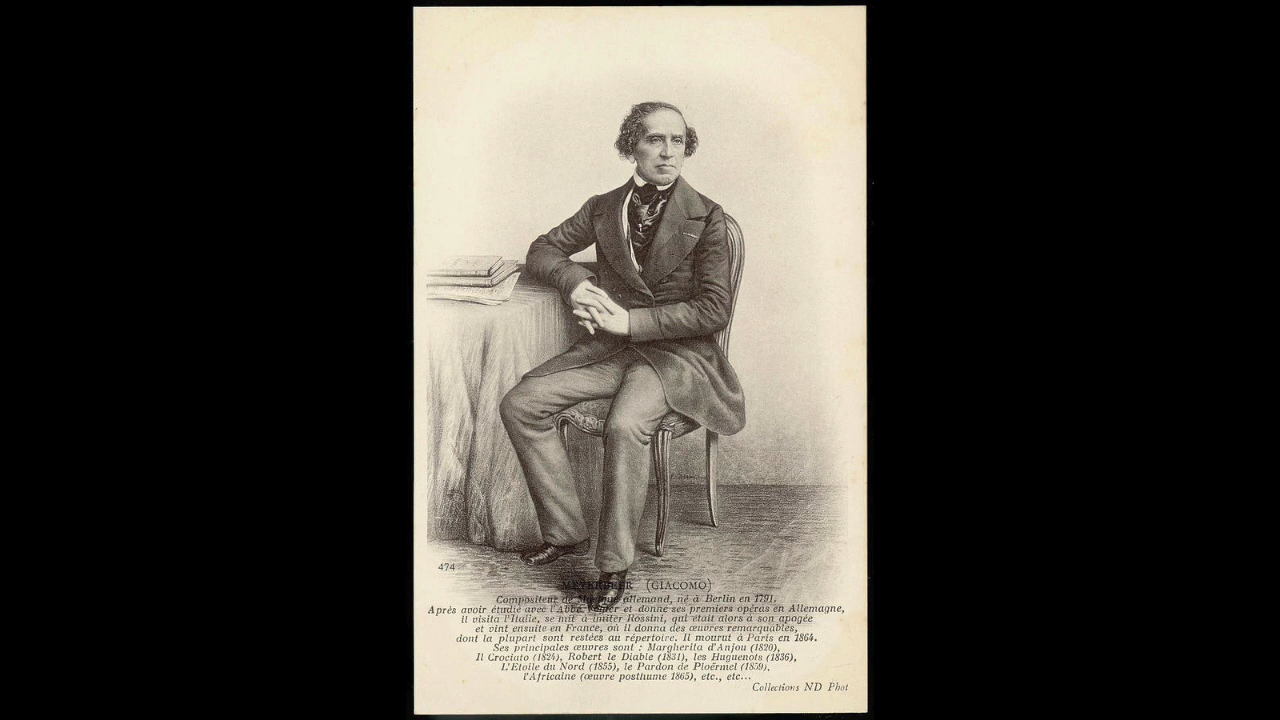 474
MEYERBEER (GIACOMO)
Compositeur de Musique allemand, né à Berlin en 1791.
Après avoir étudié avec l'Abbé Vogler et donné ses premiers opéras en Allemagne,
il visita l'Italie, se mit à imiter Rossini, qui était alors à son apogée
et vint ensuite en France, où il donna des œuvres remarquables,
dont la plupart sont restées au répertoire. Il mourut à Paris en 1864.
Ses principales œuvres sont : Margherita d'Anjou (1820),
Il Crociato (1824), Robert le Diable (1831), les Huguenots (1836),
L'Etoile du Nord (1855), le Pardon de Ploërmel (1859),
l'Africaine (œuvre posthume 1865), etc., etc...
Collections ND Phot